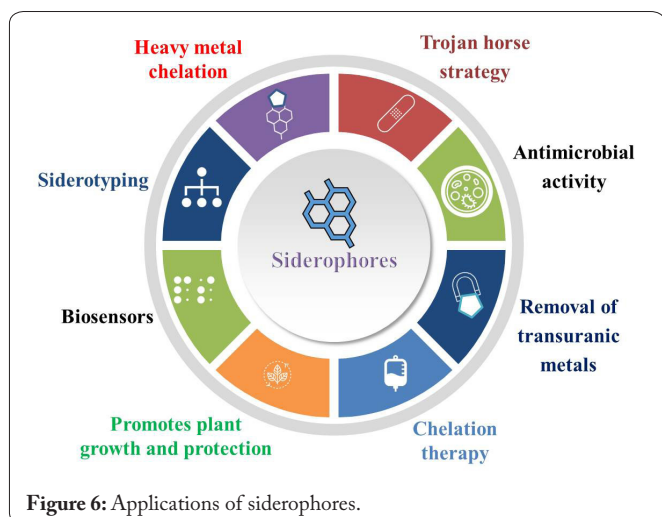 Heavy metal
chelation
Trojan horse
strategy
Siderotyping
Antimicrobial
activity
Siderophores
Biosensors
Removal of
transuranic
metals
Promotes plant
growth and protection
Chelation
therapy
Figure 6: Applications of siderophores.